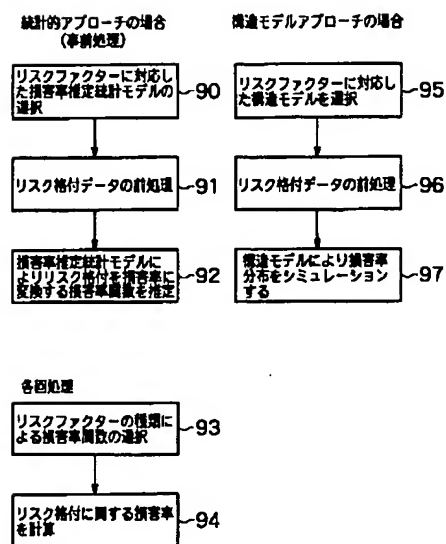 統計的アプローチの場合
(事前処理)
リスクファクターに対応し
た損害率推定統計モデルの
選択
90
リスク格付データの前処理
91
損害率推定統計モデルに
よりリスク格付を損害率に
変換する損害率関数を推定
92
構造モデルアプローチの場合
リスクファクターに対応し
た構造モデルを選択
95
リスク格付データの前処理
96
構造モデルにより損害率
分布をシミュレーション
する
97
各回処理
リスクファクターの種類に
よる損害率関数の選択
93
リスク格付に関する損害率
を計算
94